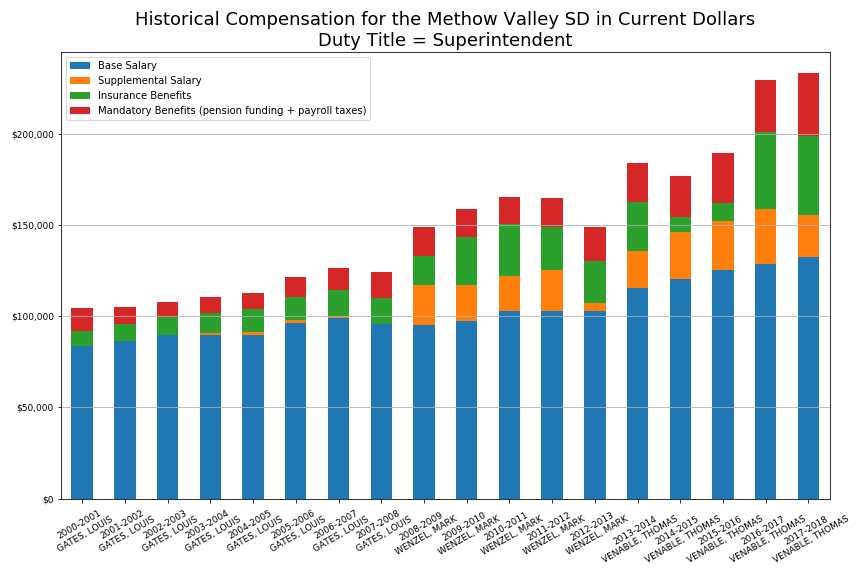 Historical Compensation for the Methow Valley SD in Current Dollars
Duty Title = Superintendent
Base Salary
Supplemental Salary
Insurance Benefits
Mandatory Benefits (pension funding + payroll taxes)
$200,000
$150,000
$100,000
$50,000
$0
2000-2001
GATES, LOUIS
2001-2002
GATES, LOUIS
2002-2003
GATES, LOUIS
2003-2004
GATES, LOUIS
2004-2005
GATES, LOUIS
2005-2006
GATES, LOUIS
2006-2007
GATES, LOUIS
2007-2008
GATES, LOUIS
2008-2009
WENZEL, MARK
2009-2010
WENZEL, MARK
2010-2011
WENZEL, MARK
2011-2012
WENZEL, MARK
2012-2013
WENZEL, MARK
2013-2014
VENABLE, THOMAS
2014-2015
VENABLE, THOMAS
2015-2016
VENABLE, THOMAS
2016-2017
VENABLE, THOMAS
2017-2018
VENABLE, THOMAS